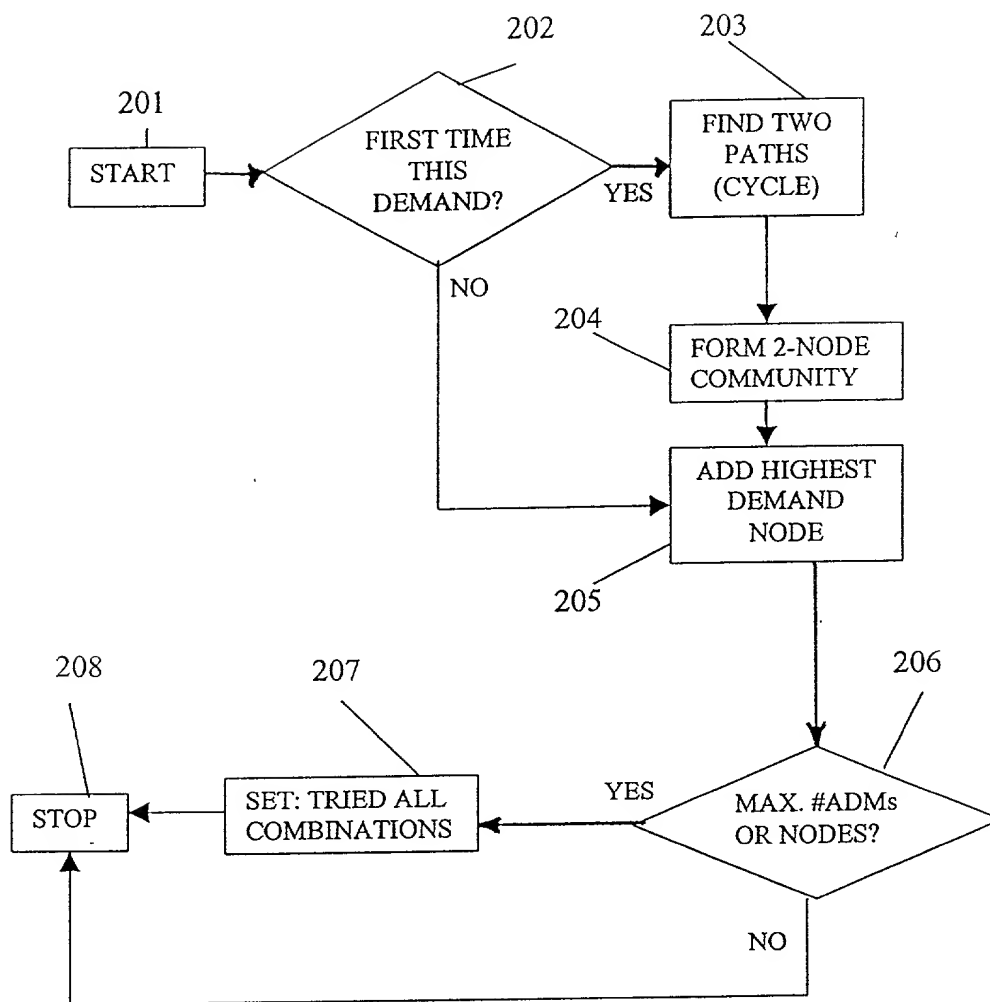 202
203
201
START
FIRST TIME
THIS
DEMAND?
YES
FIND TWO
PATHS
(CYCLE)
NO
204
FORM 2-NODE
COMMUNITY
ADD HIGHEST
DEMAND
NODE
205
208
207
206
STOP
SET: TRIED ALL
COMBINATIONS
YES
MAX. #ADMs
OR NODES?
NO